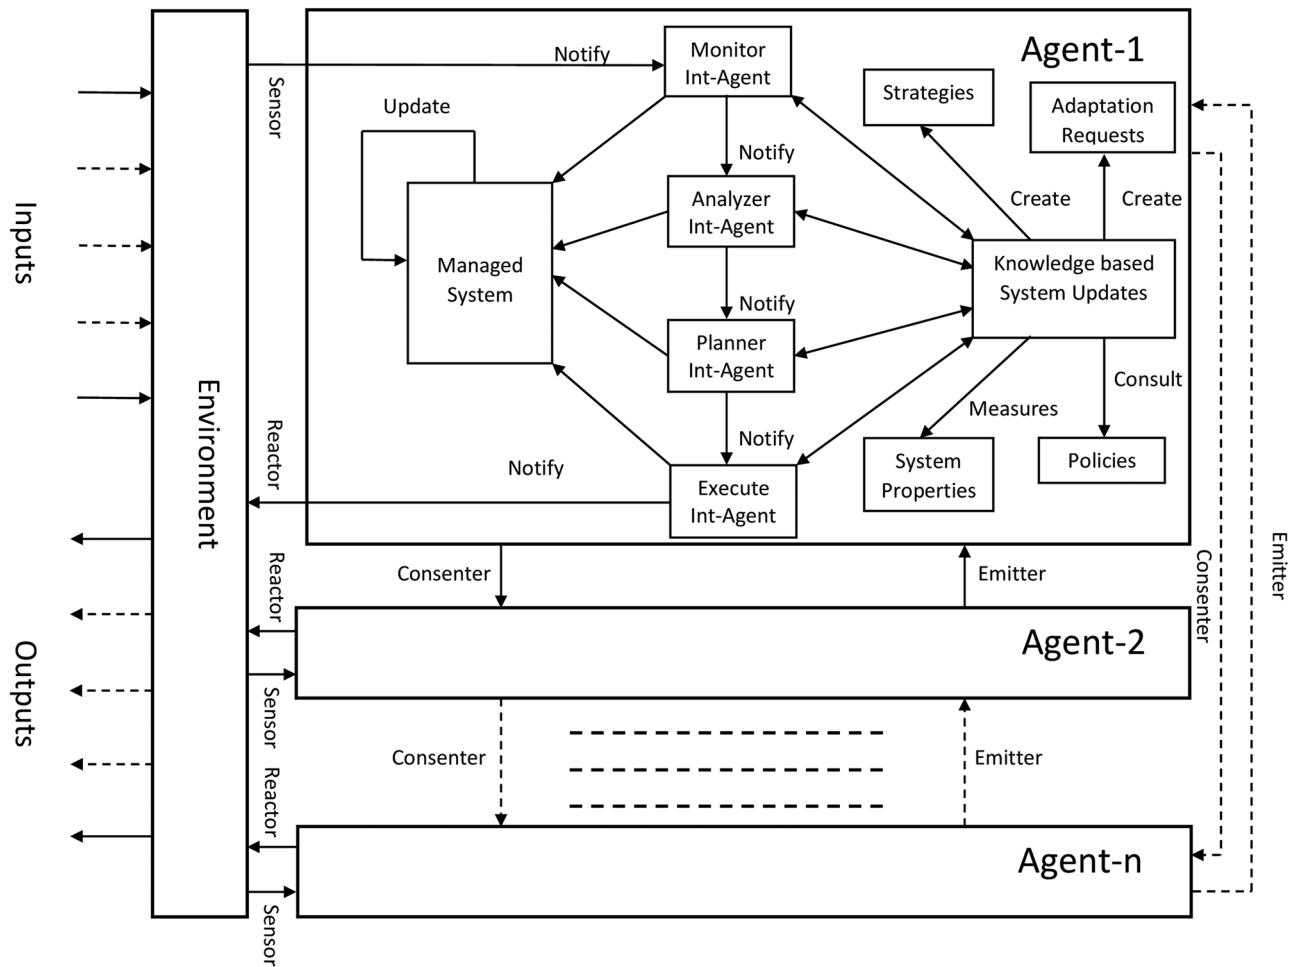 Inputs
Outputs
Environment
Sensor
Notify
Monitor
Int-Agent
Agent-1
Update
Strategies
Adaptation
Requests
Notify
Analyzer
Int-Agent
Create
Create
Managed
System
Knowledge based
System Updates
Notify
Planner
Int-Agent
Consult
Measures
Notify
Reactor
Notify
Execute
Int-Agent
System
Properties
Policies
Consenter
Emitter
Consenter
Emitter
Reactor
Agent-2
Sensor
Consenter
Emitter
Reactor
Agent-n
Sensor